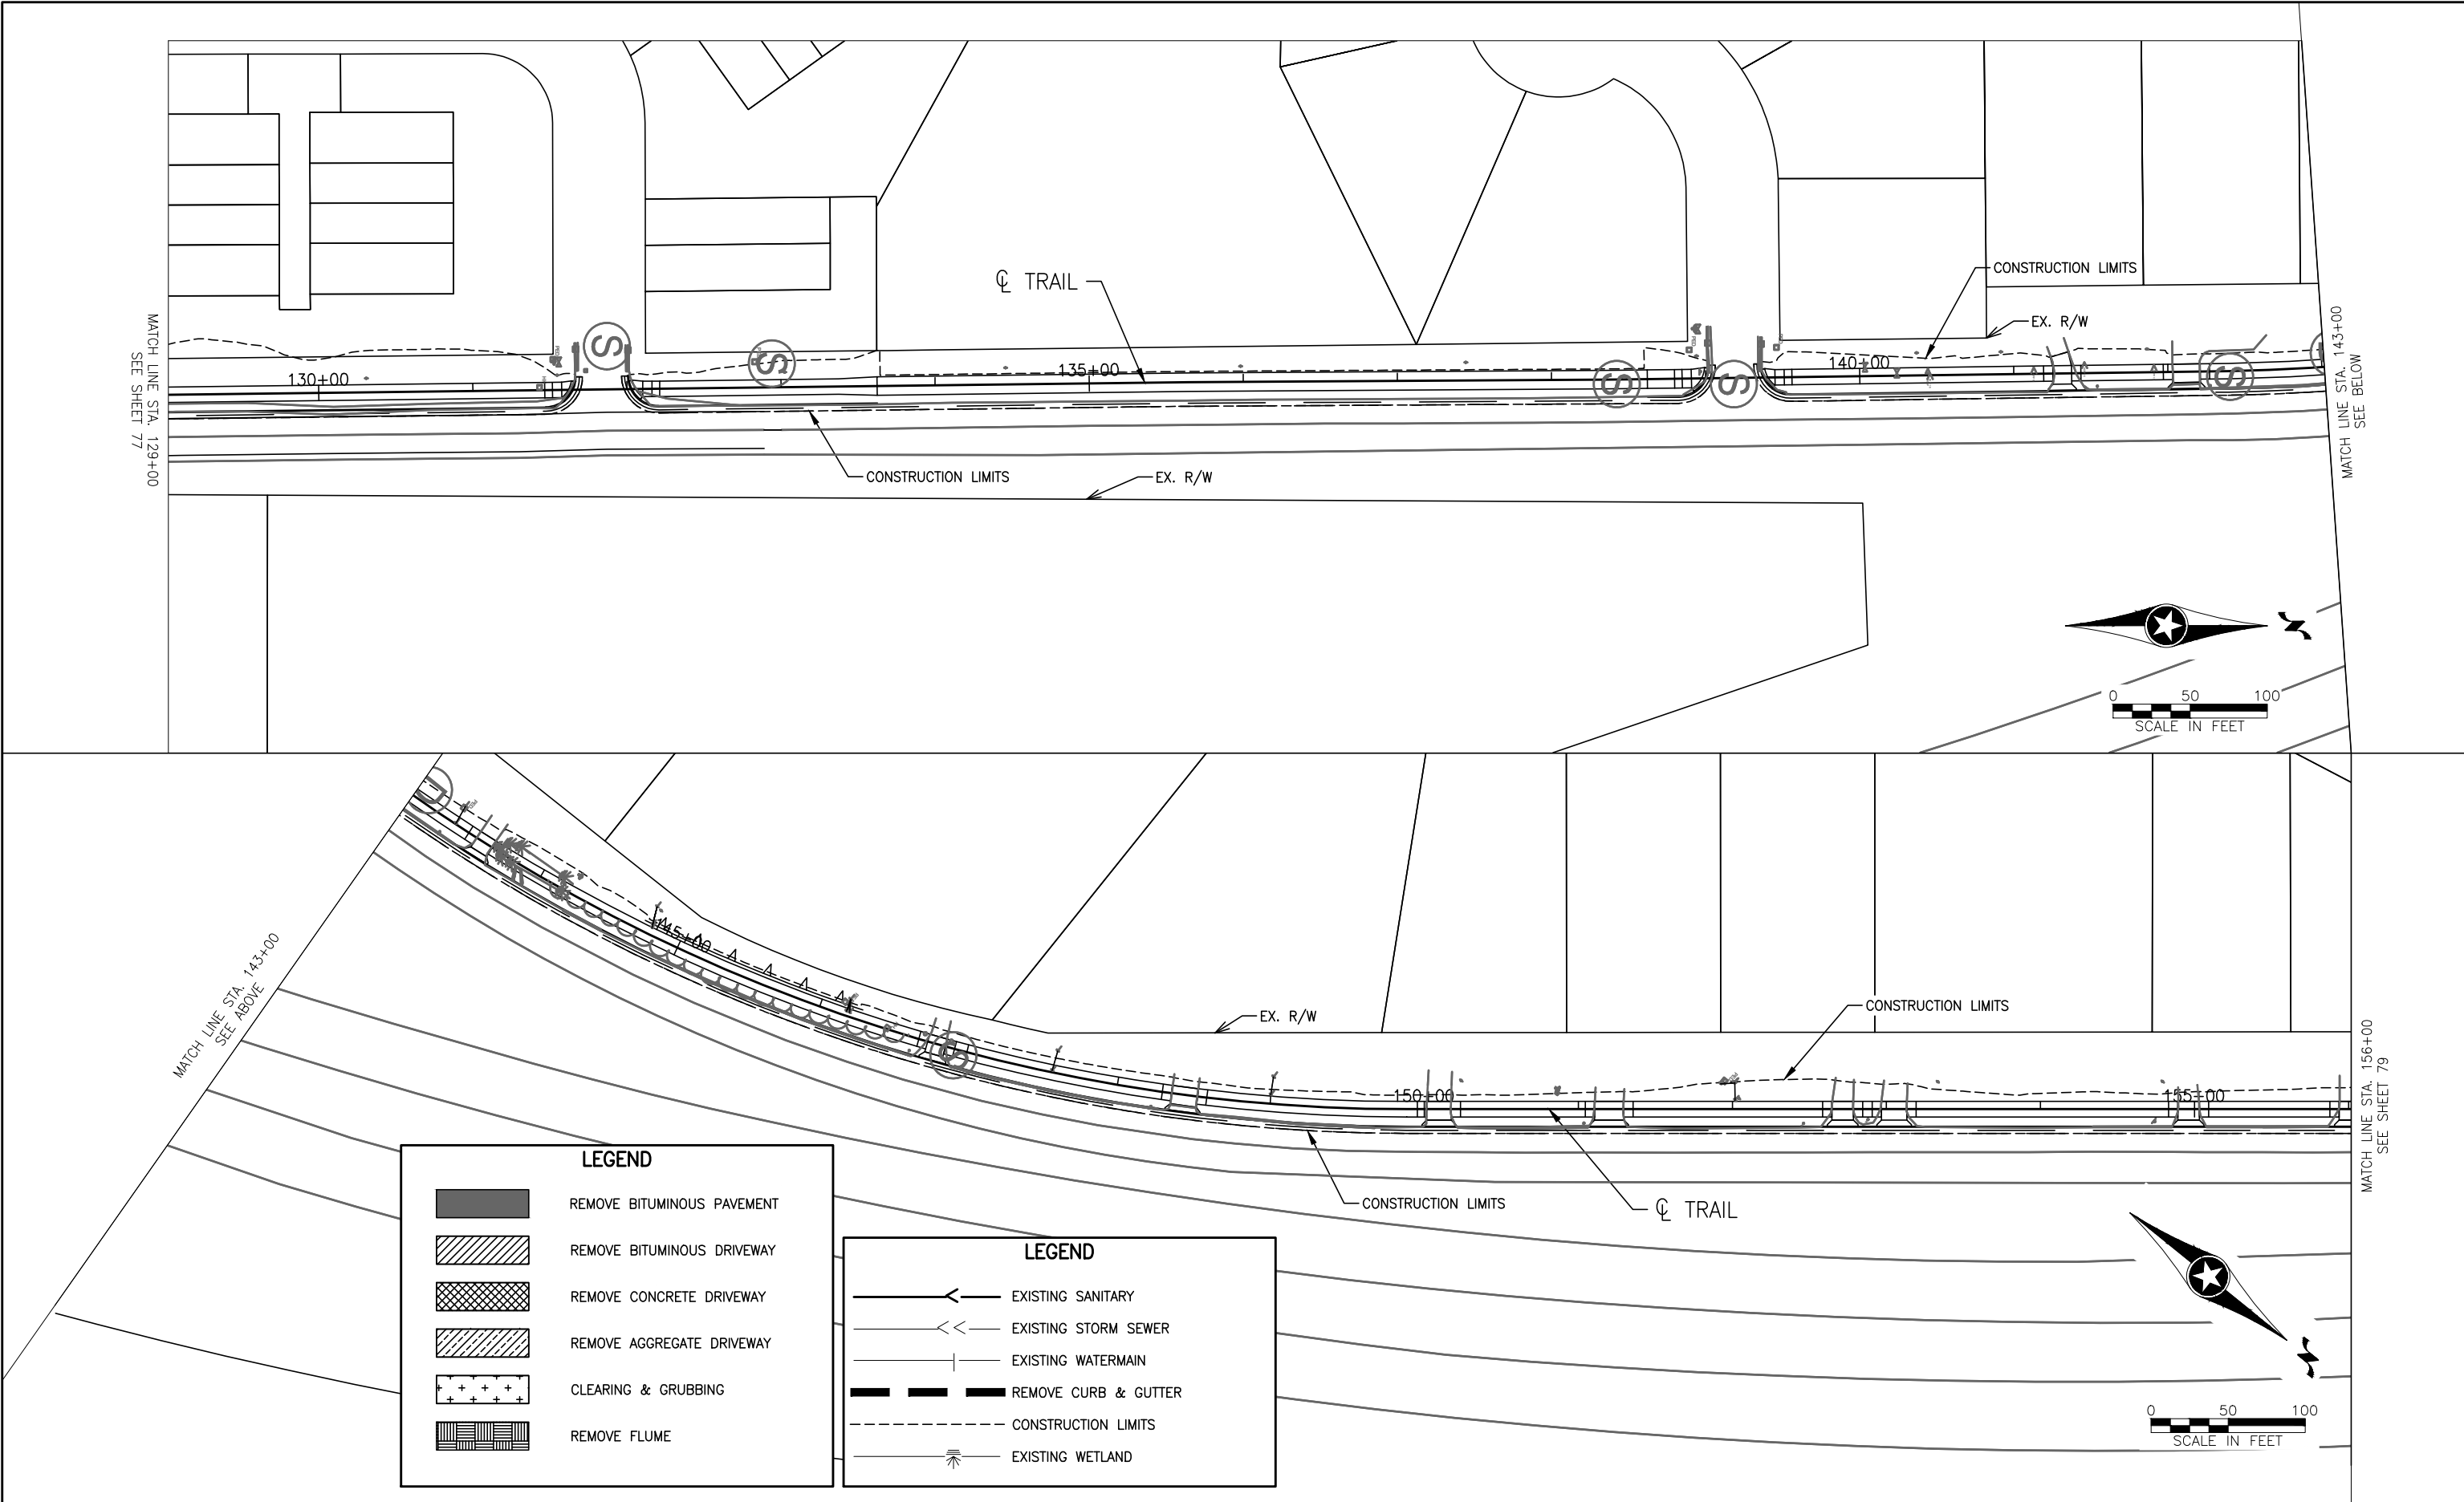 MATCH LINE STA. 129+00
SEE SHEET 77
130+00
S
S
℄ TRAIL
135+00
CONSTRUCTION LIMITS
EX. R/W
S
S
140+00
CONSTRUCTION LIMITS
EX. R/W
S
MATCH LINE STA. 143+00
SEE BELOW
N
0 50 100
SCALE IN FEET
MATCH LINE STA. 143+00
SEE ABOVE
145+00
S
EX. R/W
CONSTRUCTION LIMITS
150+00
155+00
CONSTRUCTION LIMITS
℄ TRAIL
MATCH LINE STA. 156+00
SEE SHEET 79
N
0 50 100
SCALE IN FEET
LEGEND
REMOVE BITUMINOUS PAVEMENT
REMOVE BITUMINOUS DRIVEWAY
REMOVE CONCRETE DRIVEWAY
REMOVE AGGREGATE DRIVEWAY
CLEARING & GRUBBING
REMOVE FLUME
LEGEND
EXISTING SANITARY
EXISTING STORM SEWER
EXISTING WATERMAIN
REMOVE CURB & GUTTER
CONSTRUCTION LIMITS
EXISTING WETLAND